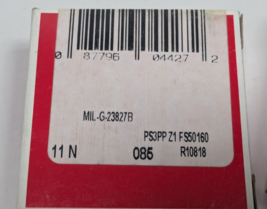 0 87796 04427 2
MIL-G-23827B
PS3PP Z1 FS50160
11 N 085 R10818